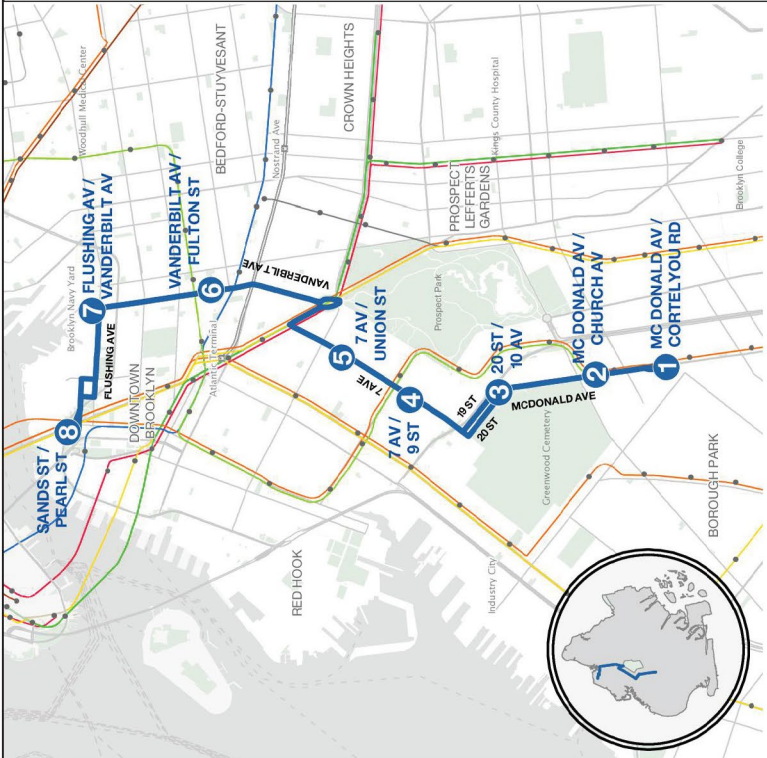 Woodhull Medical Center
BEDFORD-STUYVESANT
Nostrand Ave
CROWN HEIGHTS
Kings County Hospital
PROSPECT
LEFFERTS
GARDENS
Brooklyn College
Brooklyn Navy Yard
7
FLUSHING AV /
VANDERBILT AV
FLUSHING AVE
VANDERBILT AV /
FULTON ST
6
VANDERBILT AVE
8
SANDS ST /
PEARL ST
DOWNTOWN
BROOKLYN
Atlantic Terminal
5
7 AV /
UNION ST
7 AVE
4
7 AV /
9 ST
Prospect Park
19 ST
20 ST
3
20 ST /
10 AV
MCDONALD AVE
2
MC DONALD AV /
CHURCH AV
1
MC DONALD AV /
CORTELYOU RD
Greenwood Cemetery
RED HOOK
Industry City
BOROUGH PARK